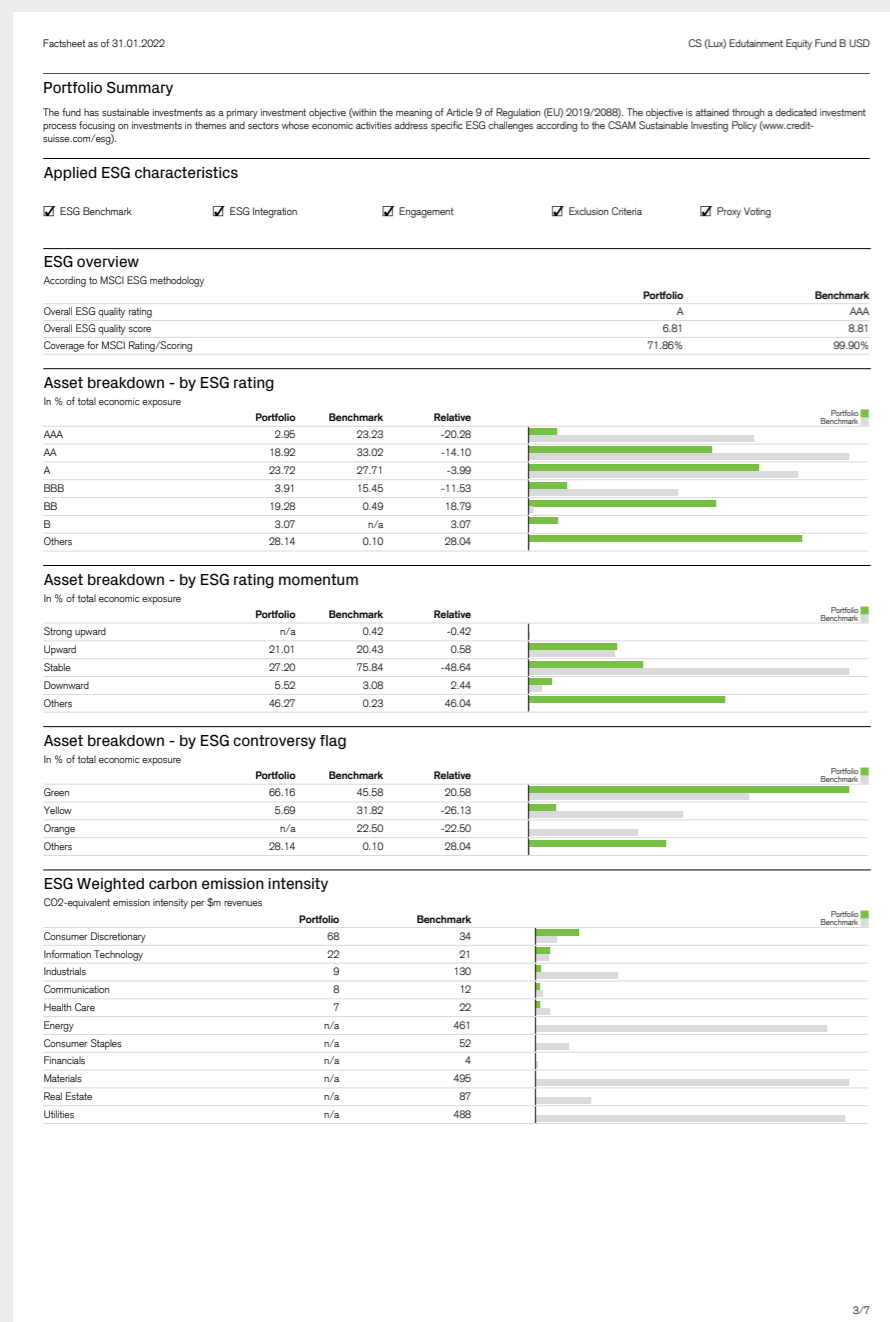 Factsheet as of 31.01.2022 CS (Lux) Edutainment Equity Fund B USD
Portfolio Summary
The fund has sustainable investments as a primary investment objective (within the meaning of Article 9 of Regulation (EU) 2019/2088). The objective is attained through a dedicated investment
process focusing on investments in themes and sectors whose economic activities address specific ESG challenges according to the CSAM Sustainable Investing Policy (www.credit-
suisse.com/esg).
Applied ESG characteristics
ESG Benchmark ESG Integration Engagement Exclusion Criteria Proxy Voting
ESG overview
According to MSCI ESG methodology
Portfolio Benchmark
Overall ESG quality rating A AAA
Overall ESG quality score 6.81 8.81
Coverage for MSCI Rating/Scoring 71.86% 99.90%
Asset breakdown - by ESG rating
In % of total economic exposure
Portfolio Benchmark Relative Portfolio
Benchmark
AAA 2.95 23.23 -20.28
AA 18.92 33.02 -14.10
A 23.72 27.71 -3.99
BBB 3.91 15.45 -11.53
BB 19.28 0.49 18.79
B 3.07 n/a 3.07
Others 28.14 0.10 28.04
Asset breakdown - by ESG rating momentum
In % of total economic exposure
Portfolio Benchmark Relative Portfolio
Benchmark
Strong upward n/a 0.42 -0.42
Upward 21.01 20.43 0.58
Stable 27.20 75.84 -48.64
Downward 5.52 3.08 2.44
Others 46.27 0.23 46.04
Asset breakdown - by ESG controversy flag
In % of total economic exposure
Portfolio Benchmark Relative Portfolio
Benchmark
Green 66.16 45.58 20.58
Yellow 5.69 31.82 -26.13
Orange n/a 22.50 -22.50
Others 28.14 0.10 28.04
ESG Weighted carbon emission intensity
CO2-equivalent emission intensity per $m revenues
Portfolio Benchmark Portfolio
Benchmark
Consumer Discretionary 68 34
Information Technology 22 21
Industrials 9 130
Communication 8 12
Health Care 7 22
Energy n/a 461
Consumer Staples n/a 52
Financials n/a 4
Materials n/a 495
Real Estate n/a 87
Utilities n/a 488
3/7